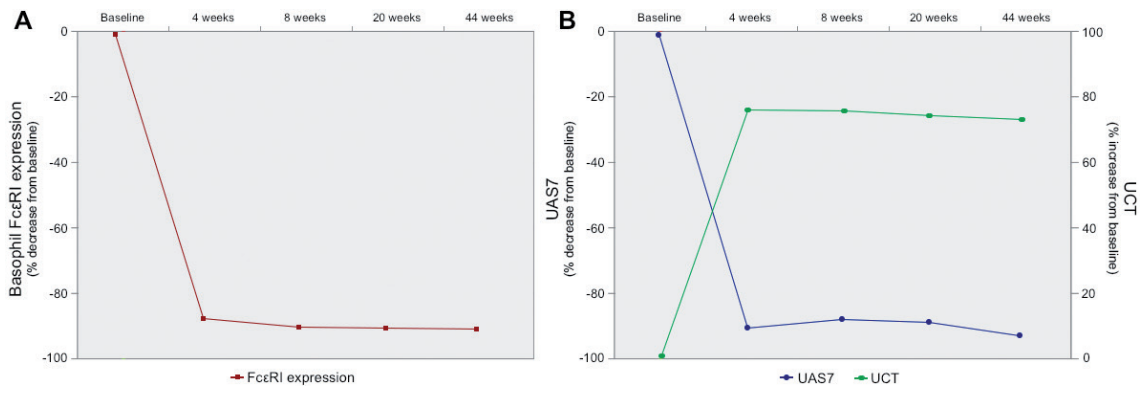 A
Baseline 4 weeks 8 weeks 20 weeks 44 weeks
0
-20
-40
-60
-80
-100
Basophil FcεRI expression
(% decrease from baseline)
FcεRI expression
B
Baseline 4 weeks 8 weeks 20 weeks 44 weeks
0
-20
-40
-60
-80
-100
UAS7
(% decrease from baseline)
100
80
60
40
20
0
UCT
(% increase from baseline)
UAS7 UCT